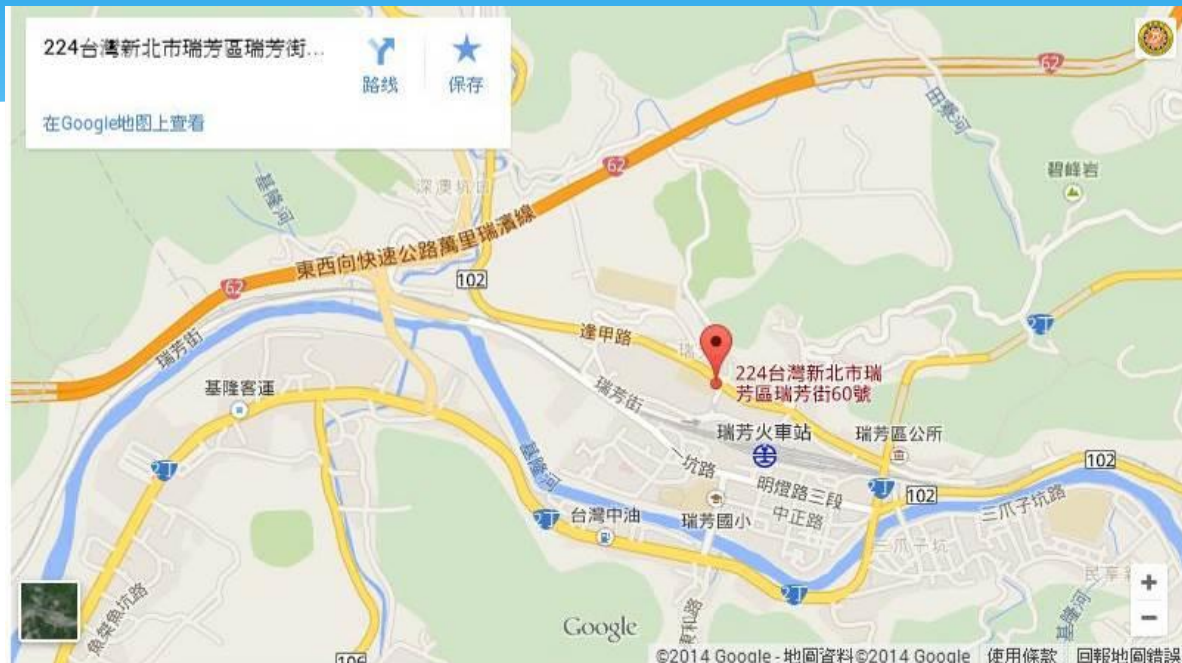 224台灣新北市瑞芳區瑞芳街...
路线
保存
在Google地图上查看
62
田寮河
62
碧峰岩
深澳坑
基隆河
東西向快速公路萬里瑞濱線
102
62
2丁
逢甲路
瑞芳街
224台灣新北市瑞
芳區瑞芳街60號
基隆客運
瑞芳街
瑞芳火車站
瑞芳區公所
一坑路
102
基隆河
2丁
明燈路三段
2丁
102
三爪子坑路
2丁
台灣中油
瑞芳國小
中正路
三爪子坑
2丁
+
魚桀魚坑路
基隆河
−
Google
106
©2014 Google - 地圖資料©2014 Google
使用條款
回報地圖錯誤